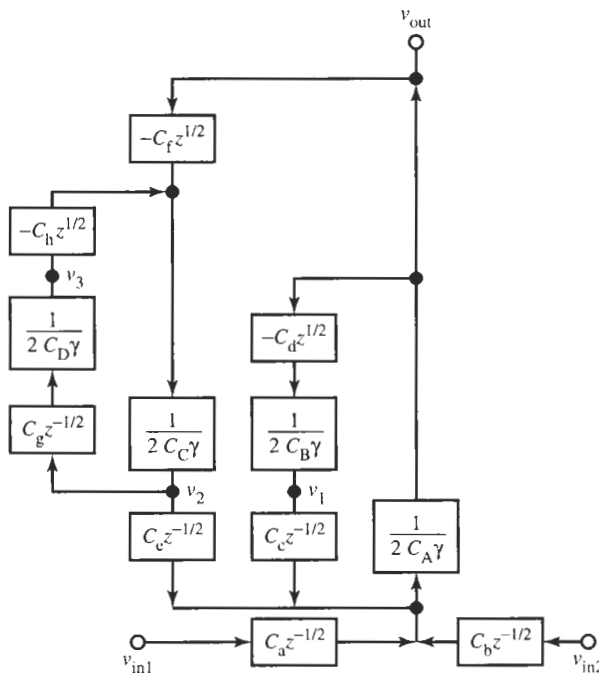 v_out
−C_f z^{1/2}
−C_h z^{1/2}
v_3
−C_d z^{1/2}
1 / 2 C_D γ
C_g z^{−1/2}
1 / 2 C_C γ
1 / 2 C_B γ
v_2
v_1
C_e z^{−1/2}
C_c z^{−1/2}
1 / 2 C_A γ
C_a z^{−1/2}
C_b z^{−1/2}
v_in1
v_in2